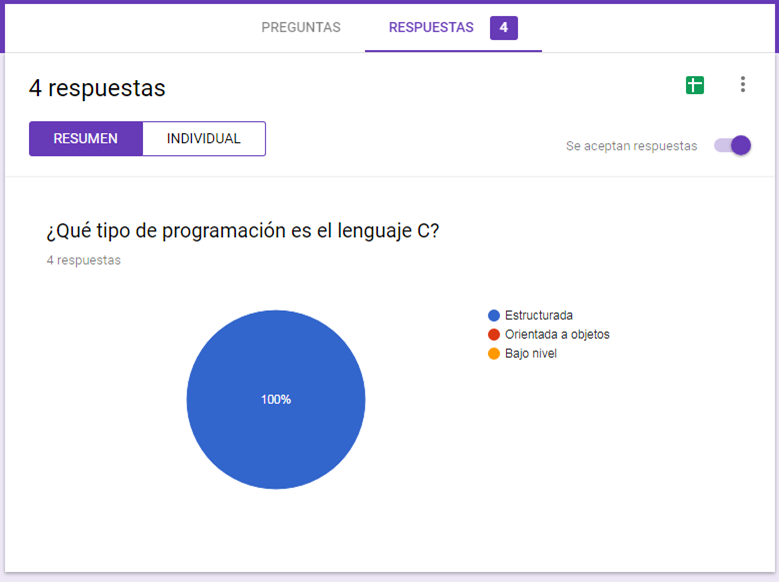 PREGUNTAS
RESPUESTAS 4
4 respuestas
RESUMEN
INDIVIDUAL
Se aceptan respuestas
¿Qué tipo de programación es el lenguaje C?
4 respuestas
100%
Estructurada
Orientada a objetos
Bajo nivel